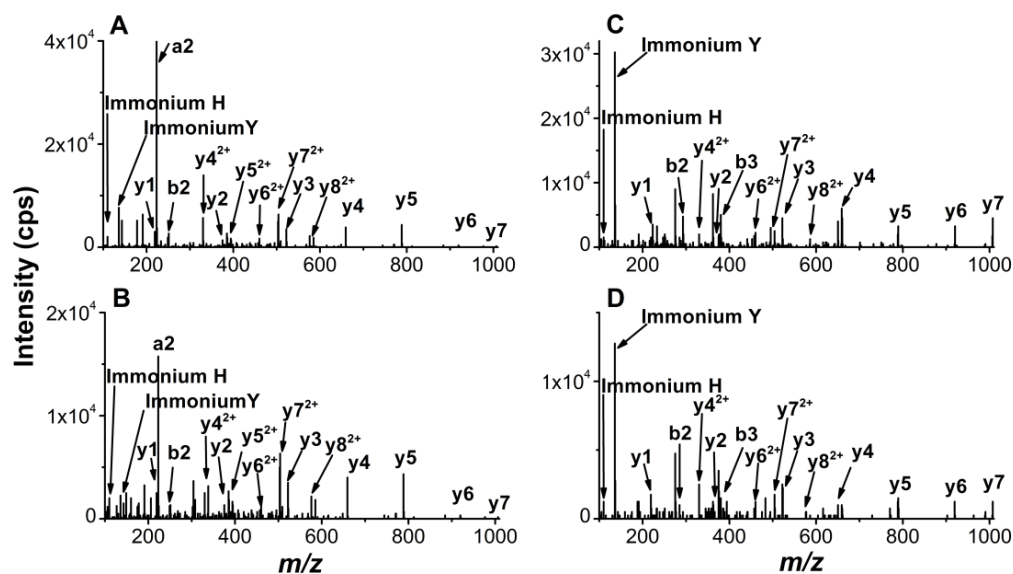 Intensity (cps)
A
4x10⁴
2x10⁴
0
a2
Immonium H
ImmoniumY
y1
b2
y4²⁺
y2
y5²⁺
y6²⁺
y7²⁺
y3
y8²⁺
y4
y5
y6
y7
200 400 600 800 1000
C
3x10⁴
2x10⁴
1x10⁴
0
Immonium Y
Immonium H
y1
b2
y4²⁺
y2
b3
y6²⁺
y7²⁺
y3
y8²⁺
y4
y5
y6
y7
200 400 600 800 1000
B
2x10⁴
1x10⁴
0
a2
Immonium H
ImmoniumY
y1
b2
y4²⁺
y2
y5²⁺
y6²⁺
y7²⁺
y3
y8²⁺
y4
y5
y6
y7
200 400 600 800 1000
m/z
D
1x10⁴
0
Immonium Y
Immonium H
y1
b2
y4²⁺
y2
b3
y6²⁺
y7²⁺
y3
y8²⁺
y4
y5
y6
y7
200 400 600 800 1000
m/z